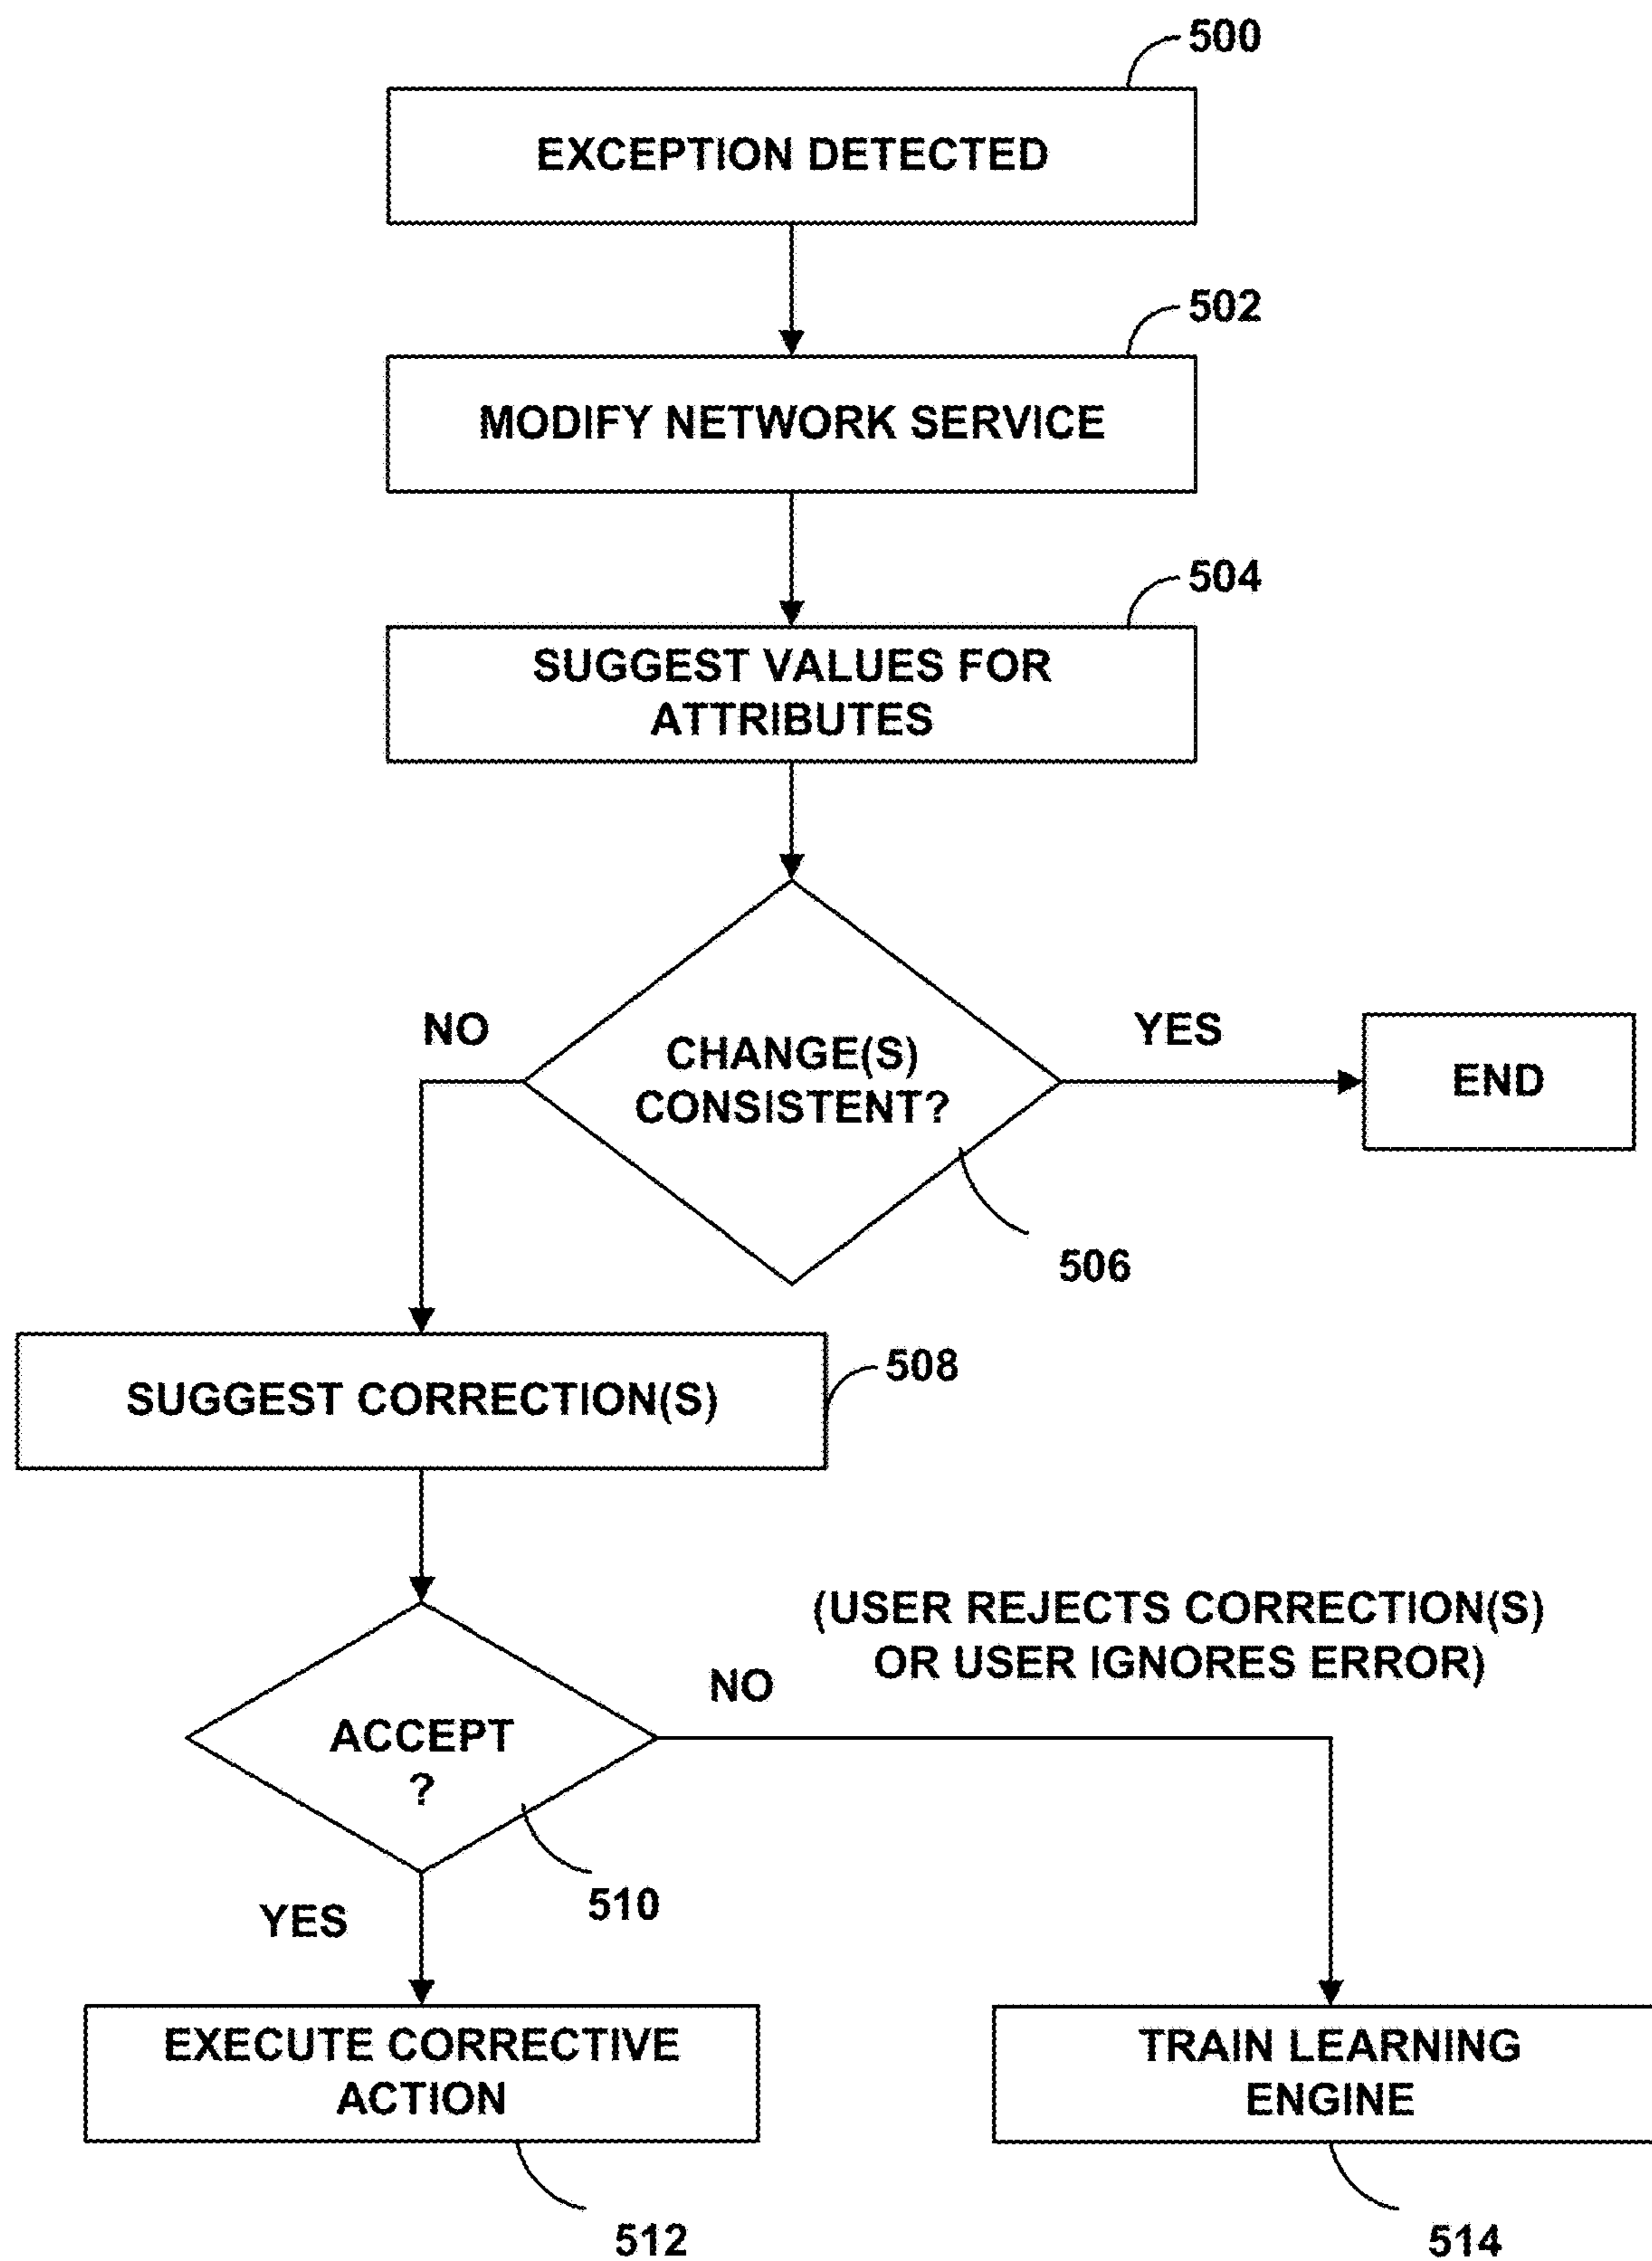 500
EXCEPTION DETECTED
502
MODIFY NETWORK SERVICE
504
SUGGEST VALUES FOR
ATTRIBUTES
NO
YES
CHANGE(S)
CONSISTENT?
END
506
508
SUGGEST CORRECTION(S)
(USER REJECTS CORRECTION(S)
OR USER IGNORES ERROR)
NO
ACCEPT
?
510
YES
EXECUTE CORRECTIVE
ACTION
TRAIN LEARNING
ENGINE
512
514